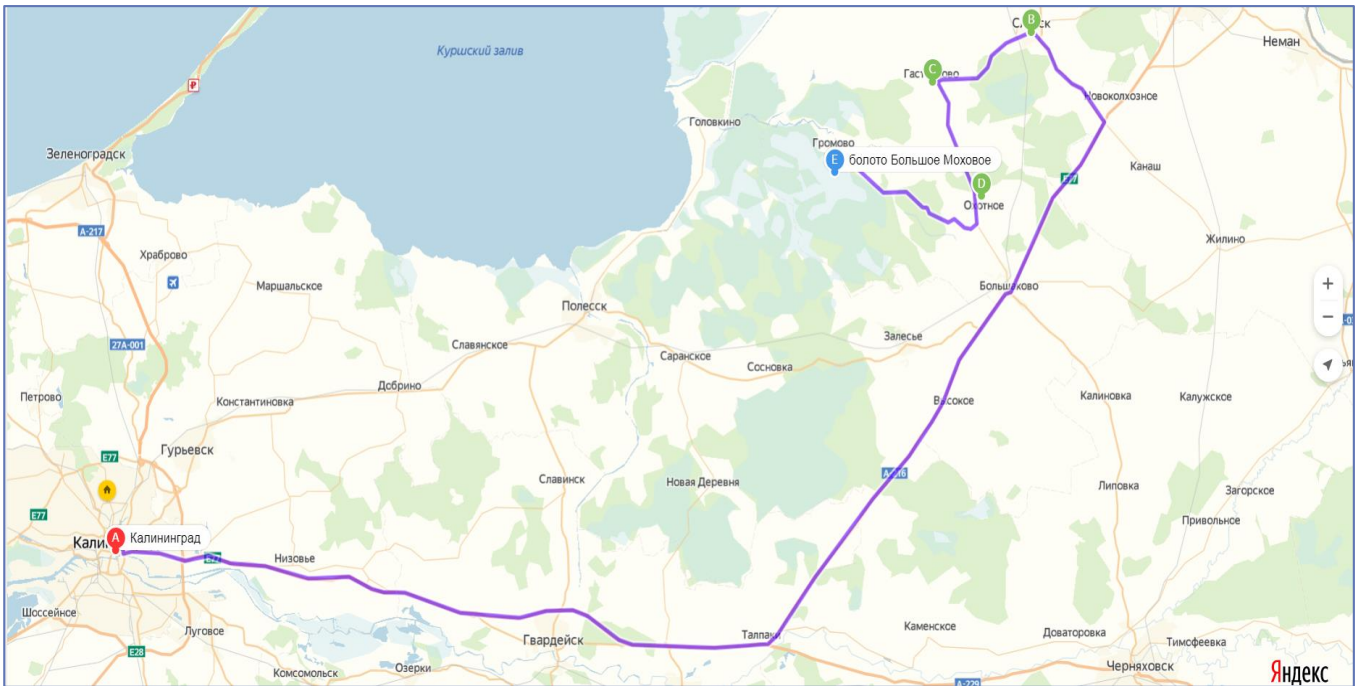 Куршский залив
B
Неман
C
Новоколхозное
Головкино
Громово
Зеленоградск
E болото Большое Моховое
Канаш
D
Охотное
A-217
Храброво
Жилино
Маршальское
Большаково
Полесск
27A-001
Славянское
Залесье
Саранское
Сосновка
Добрино
Петрово
Константиновка
Высокое
Калиновка
Калужское
Гурьевск
E77
Славинск
Новая Деревня
Липовка
Загорское
E77
Привольное
A Калининград
Низовье
Шоссейное
Луговое
Гвардейск
Талпаки
Каменское
Доваторовка
Тимофеевка
E28
Комсомольск
Озерки
Черняховск
A-229
Яндекс